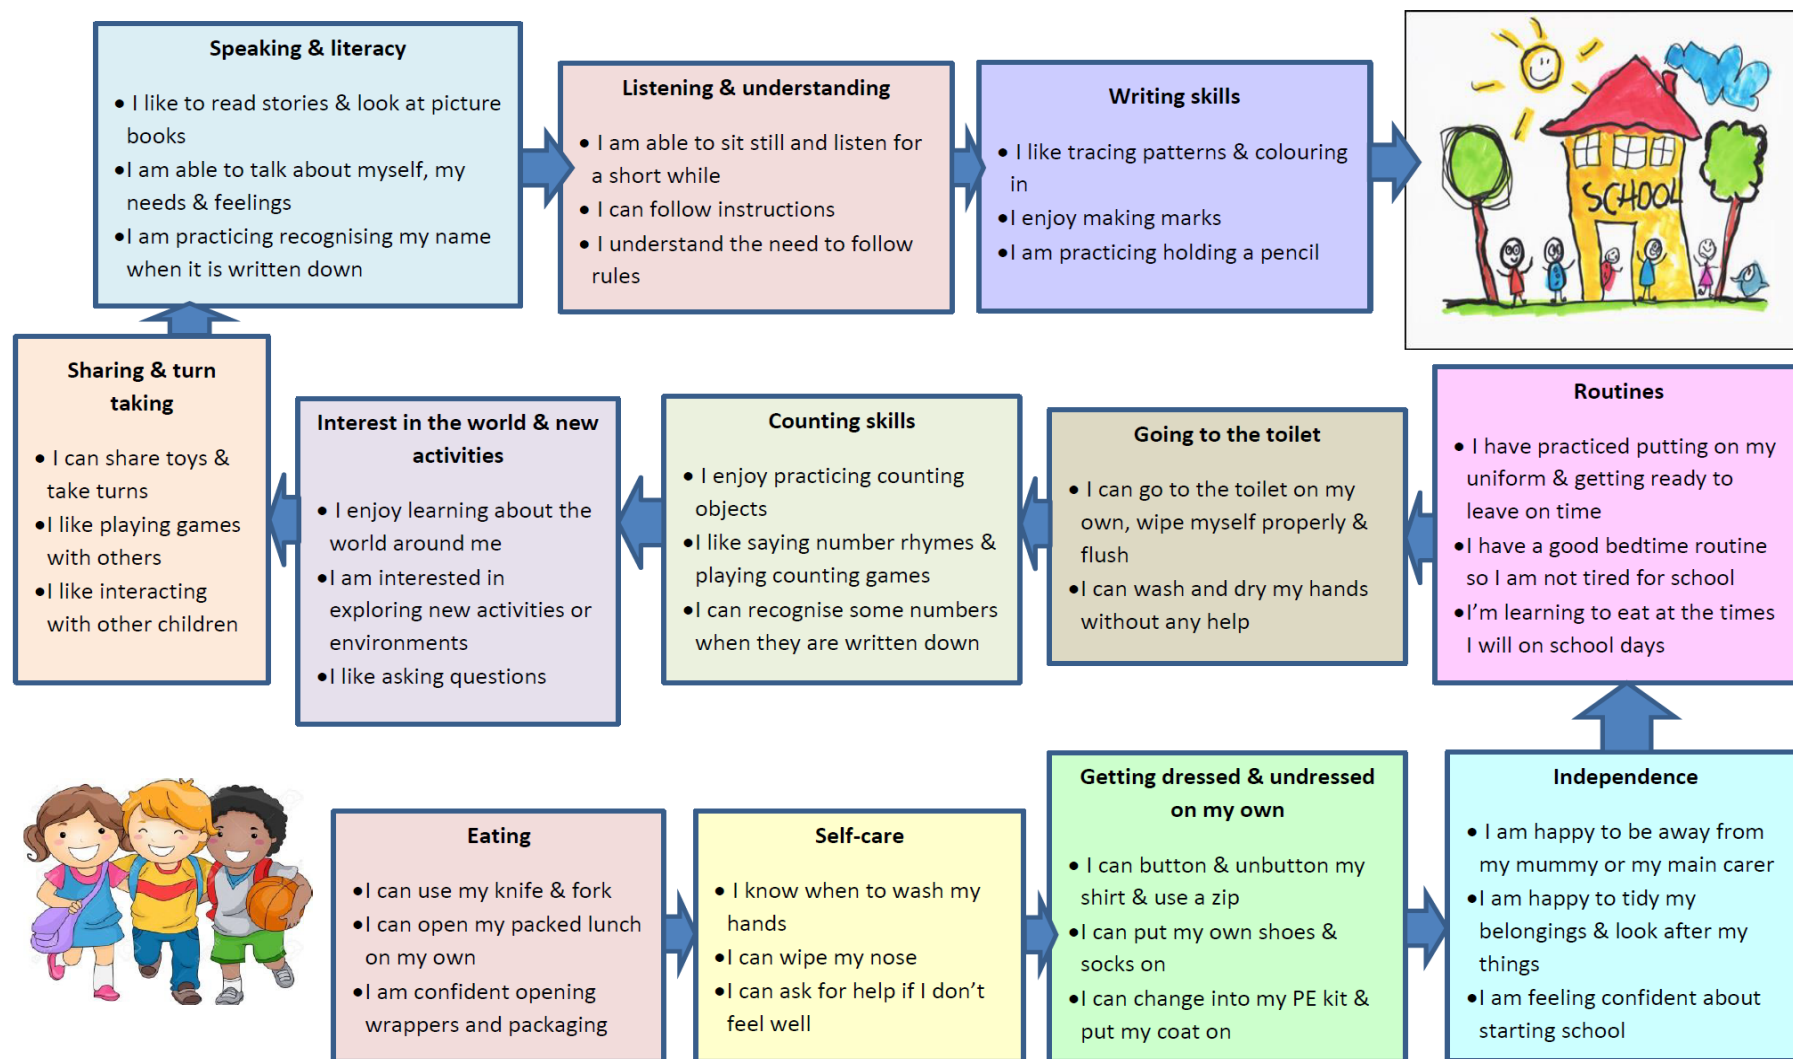 Speaking & literacy
• I like to read stories & look at picture
books
•I am able to talk about myself, my
needs & feelings
•I am practicing recognising my name
when it is written down
Listening & understanding
• I am able to sit still and listen for
a short while
• I can follow instructions
• I understand the need to follow
rules
Writing skills
• I like tracing patterns & colouring
in
•I enjoy making marks
•I am practicing holding a pencil
SCHOOL
Sharing & turn
taking
• I can share toys &
take turns
•I like playing games
with others
•I like interacting
with other children
Interest in the world & new
activities
• I enjoy learning about the
world around me
•I am interested in
exploring new activities or
environments
•I like asking questions
Counting skills
• I enjoy practicing counting
objects
•I like saying number rhymes &
playing counting games
•I can recognise some numbers
when they are written down
Going to the toilet
• I can go to the toilet on my
own, wipe myself properly &
flush
•I can wash and dry my hands
without any help
Routines
• I have practiced putting on my
uniform & getting ready to
leave on time
•I have a good bedtime routine
so I am not tired for school
•I’m learning to eat at the times
I will on school days
Eating
•I can use my knife & fork
•I can open my packed lunch
on my own
•I am confident opening
wrappers and packaging
Self-care
• I know when to wash my
hands
•I can wipe my nose
•I can ask for help if I don’t
feel well
Getting dressed & undressed
on my own
• I can button & unbutton my
shirt & use a zip
•I can put my own shoes &
socks on
•I can change into my PE kit &
put my coat on
Independence
• I am happy to be away from
my mummy or my main carer
•I am happy to tidy my
belongings & look after my
things
•I am feeling confident about
starting school